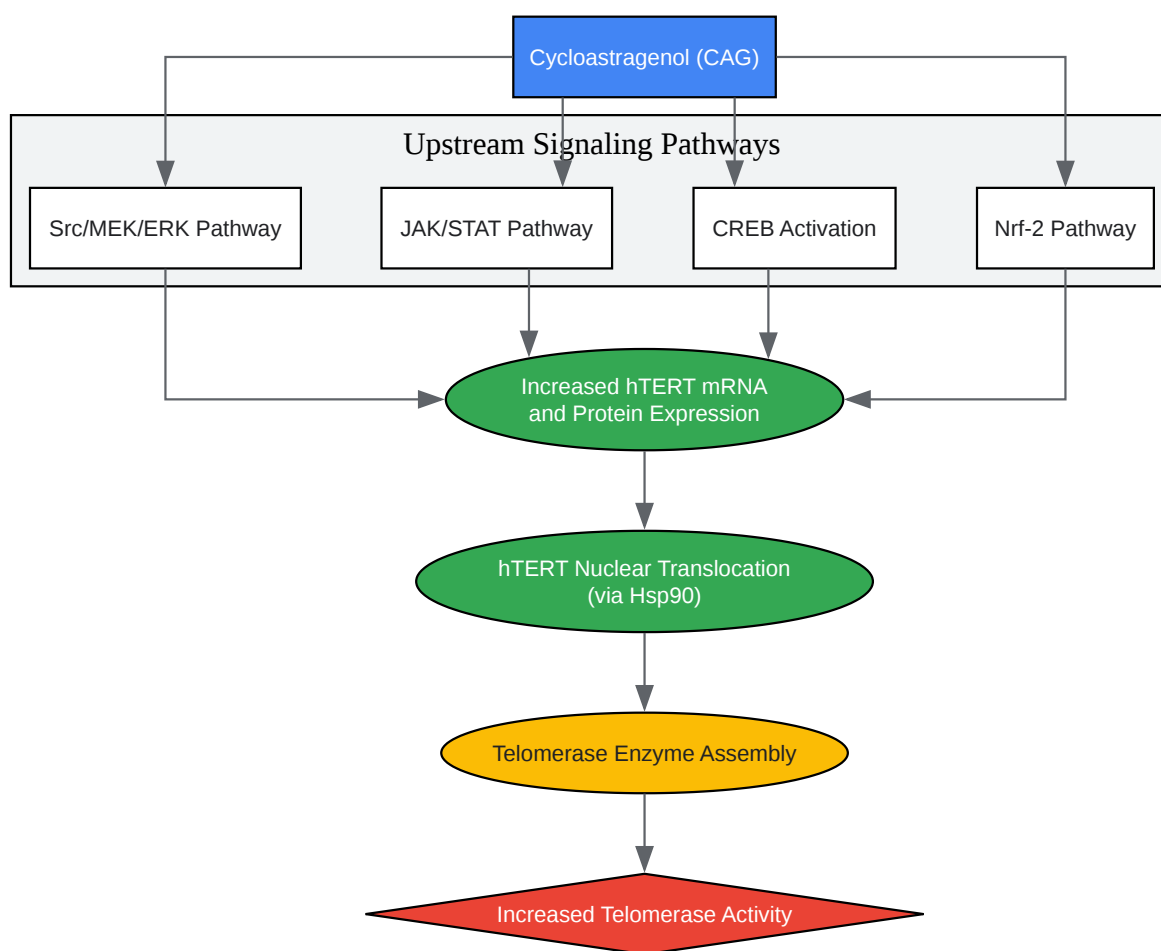 Cycloastragenol (CAG)
Upstream Signaling Pathways
Src/MEK/ERK Pathway
JAK/STAT Pathway
CREB Activation
Nrf-2 Pathway
Increased hTERT mRNA
and Protein Expression
hTERT Nuclear Translocation
(via Hsp90)
Telomerase Enzyme Assembly
Increased Telomerase Activity